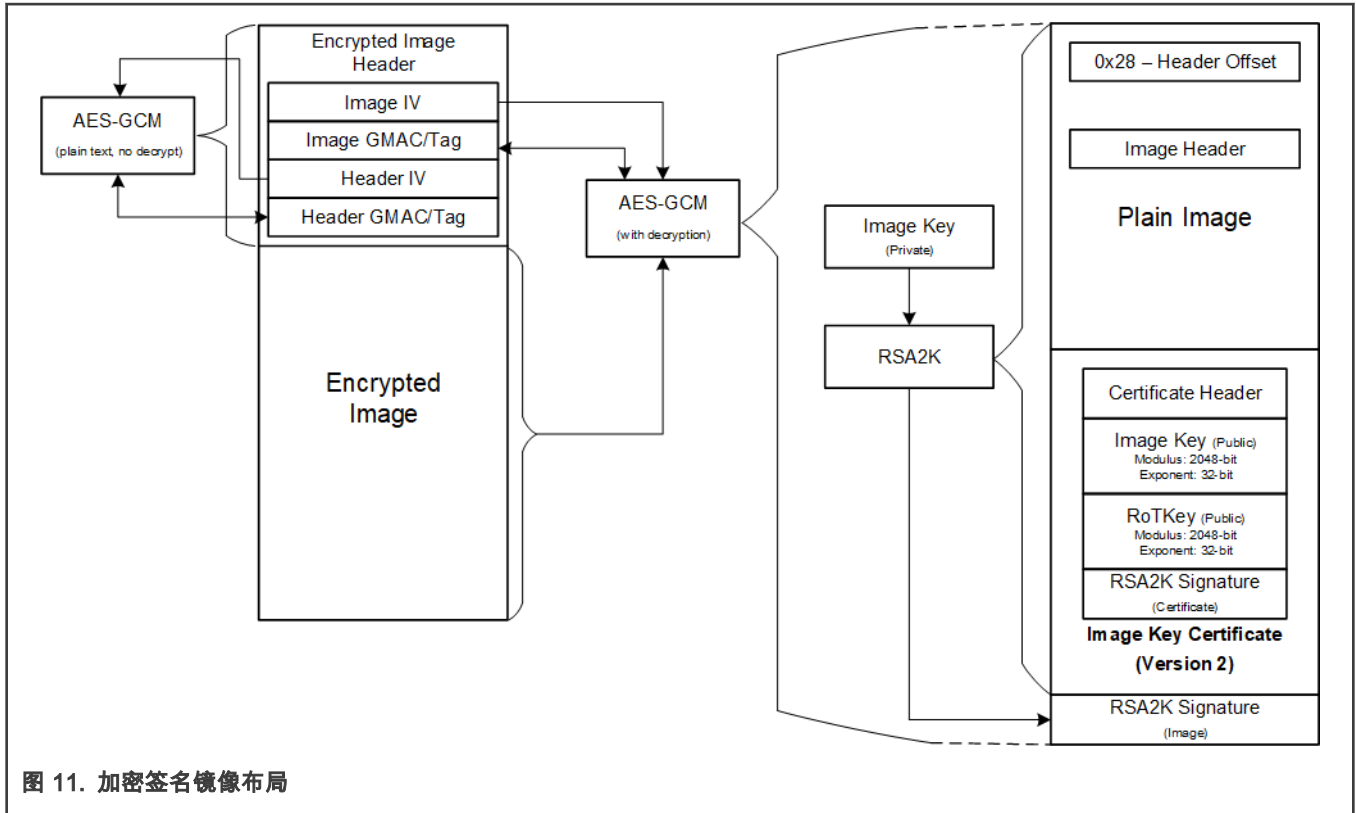 Encrypted Image
Header
Image IV
Image GMAC/Tag
Header IV
Header GMAC/Tag
AES-GCM
(plain text, no decrypt)
Encrypted
Image
AES-GCM
(with decryption)
Image Key
(Private)
RSA2K
0x28 – Header Offset
Image Header
Plain Image
Certificate Header
Image Key (Public)
Modulus: 2048-bit
Exponent: 32-bit
RoTKey (Public)
Modulus: 2048-bit
Exponent: 32-bit
RSA2K Signature
(Certificate)
Image Key Certificate
(Version 2)
RSA2K Signature
(Image)
图 11. 加密签名镜像布局